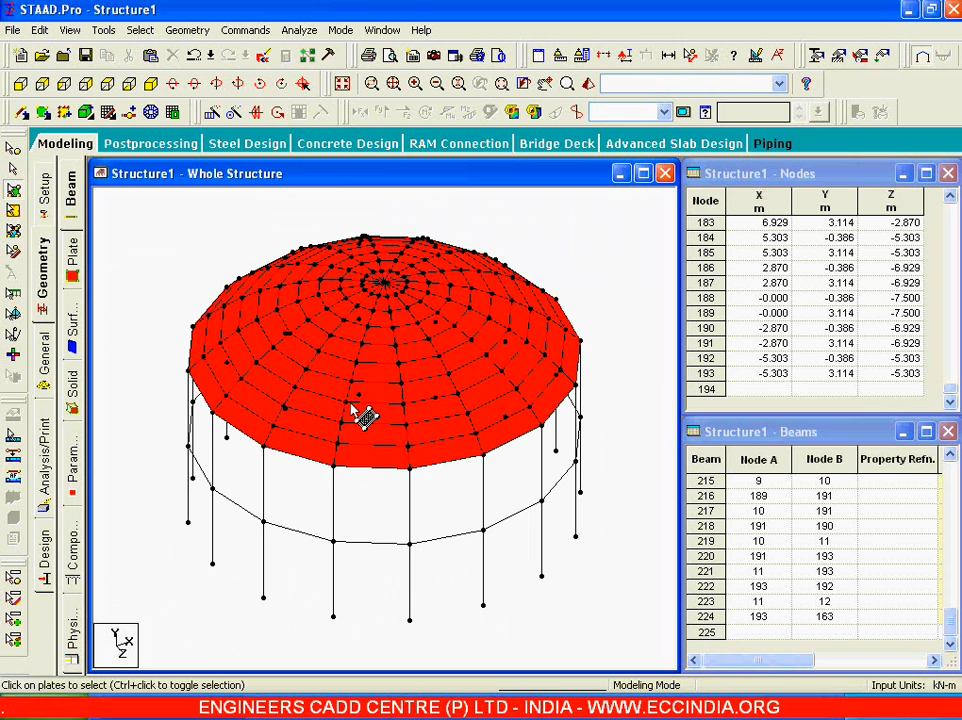 STAAD.Pro - Structure1
File Edit View Tools Select Geometry Commands Analyze Mode Window Help
Modeling Postprocessing Steel Design Concrete Design RAM Connection Bridge Deck Advanced Slab Design Piping
Setup
Geometry
General
Analysis/Print
Design
Beam
Plate
Surf...
Solid
Param...
Compo...
Physi...
Structure1 - Whole Structure
Y
X
Z
Structure1 - Nodes
Node X m Y m Z m
183 6.929 3.114 -2.870
184 5.303 -0.386 -5.303
185 5.303 3.114 -5.303
186 2.870 -0.386 -6.929
187 2.870 3.114 -6.929
188 -0.000 -0.386 -7.500
189 -0.000 3.114 -7.500
190 -2.870 -0.386 -6.929
191 -2.870 3.114 -6.929
192 -5.303 -0.386 -5.303
193 -5.303 3.114 -5.303
194
Structure1 - Beams
Beam Node A Node B Property Refn.
215 9 10
216 189 191
217 10 191
218 191 190
219 10 11
220 191 193
221 11 193
222 193 192
223 11 12
224 193 163
225
Click on plates to select (Ctrl+click to toggle selection) Modeling Mode Input Units: kN-m
ENGINEERS CADD CENTRE (P) LTD - INDIA - WWW.ECCINDIA.ORG